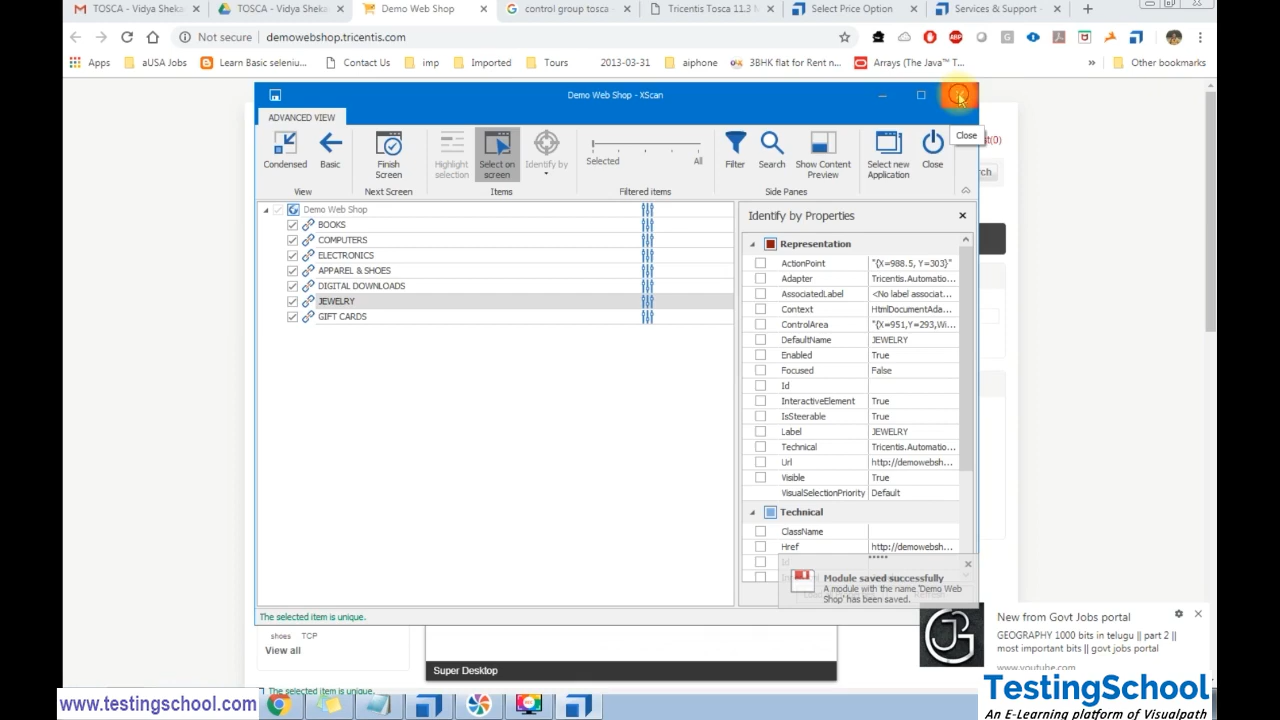 TOSCA - Vidya Sheka
TOSCA - Vidya Sheka
Demo Web Shop
control group tosca
Tricentis Tosca 11.3
Select Price Option
Services & Support -
Not secure demowebshop.tricentis.com
ABP
Apps aUSA Jobs Learn Basic seleniu... Contact Us imp Imported Tours 2013-03-31 aiphone 3BHK flat for Rent n... Arrays (The Java™ T... » Other bookmarks
Demo Web Shop - XScan
ADVANCED VIEW
Close
Condensed
Basic
View
Finish
Screen
Next Screen
Highlight
selection
Select on
screen
Identify by
Items
Selected
All
Filtered items
Filter
Search
Show Content
Preview
Side Panes
Select new
Application
Close
Demo Web Shop
BOOKS
COMPUTERS
ELECTRONICS
APPAREL & SHOES
DIGITAL DOWNLOADS
JEWELRY
GIFT CARDS
Identify by Properties
Representation
ActionPoint "{X=988.5, Y=303}"
Adapter Tricentis.Automatio...
AssociatedLabel <No label associat...
Context HtmlDocumentAda...
ControlArea "{X=951,Y=293,Wi...
DefaultName JEWELRY
Enabled True
Focused False
Id
InteractiveElement True
IsSteerable True
Label JEWELRY
Technical Tricentis.Automatio...
Url http://demowebsh...
Visible True
VisualSelectionPriority Default
Technical
ClassName
Href http://demowebsh...
Id
Module saved successfully
A module with the name 'Demo Web
Shop' has been saved.
The selected item is unique.
shoes TCP
View all
Super Desktop
The selected item is unique.
New from Govt Jobs portal
GEOGRAPHY 1000 bits in telugu || part 2 ||
most important bits || govt jobs portal
www.youtube.com
www.testingschool.com
TestingSchool
An E-Learning platform of Visualpath